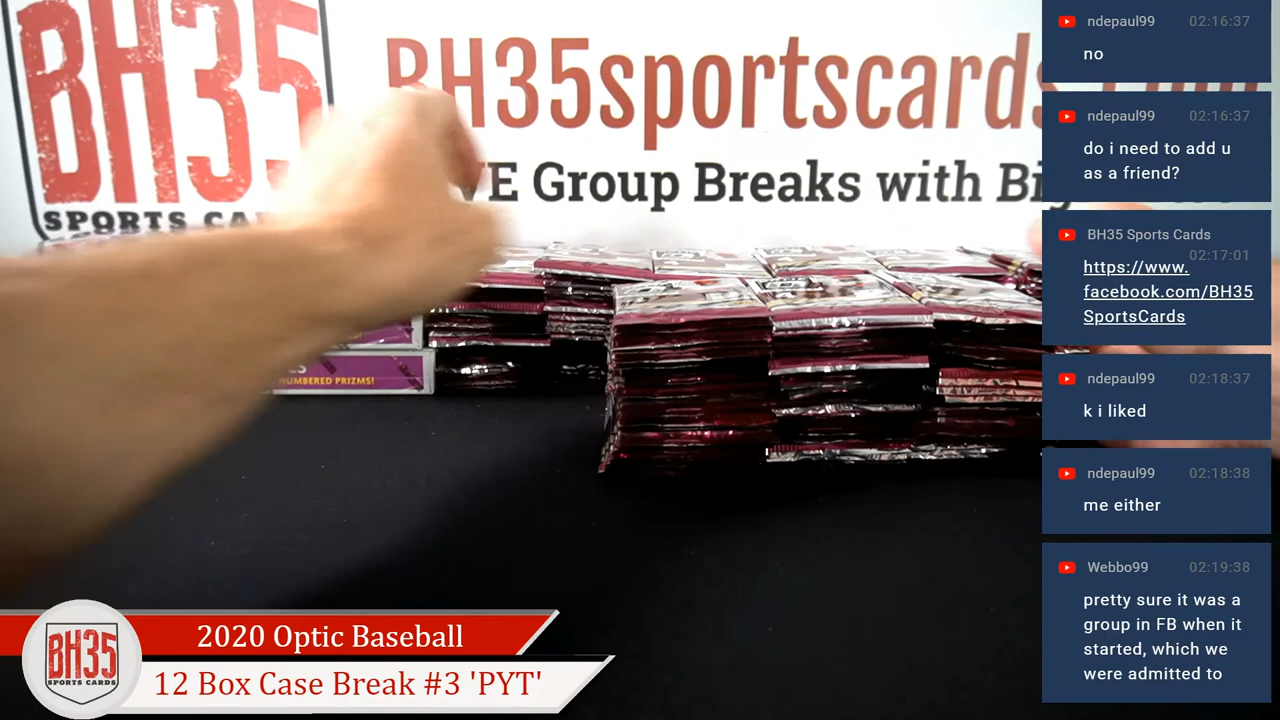 BH35
SPORTS CA
BH35sportscards
VE Group Breaks with Bi
NUMBERED PRIZMS!
ndepaul99 02:16:37
no
ndepaul99 02:16:37
do i need to add u
as a friend?
BH35 Sports Cards
02:17:01
https://www.
facebook.com/BH35
SportsCards
ndepaul99 02:18:37
k i liked
ndepaul99 02:18:38
me either
Webbo99 02:19:38
pretty sure it was a
group in FB when it
started, which we
were admitted to
2020 Optic Baseball
12 Box Case Break #3 'PYT'
BH35
SPORTS CARDS